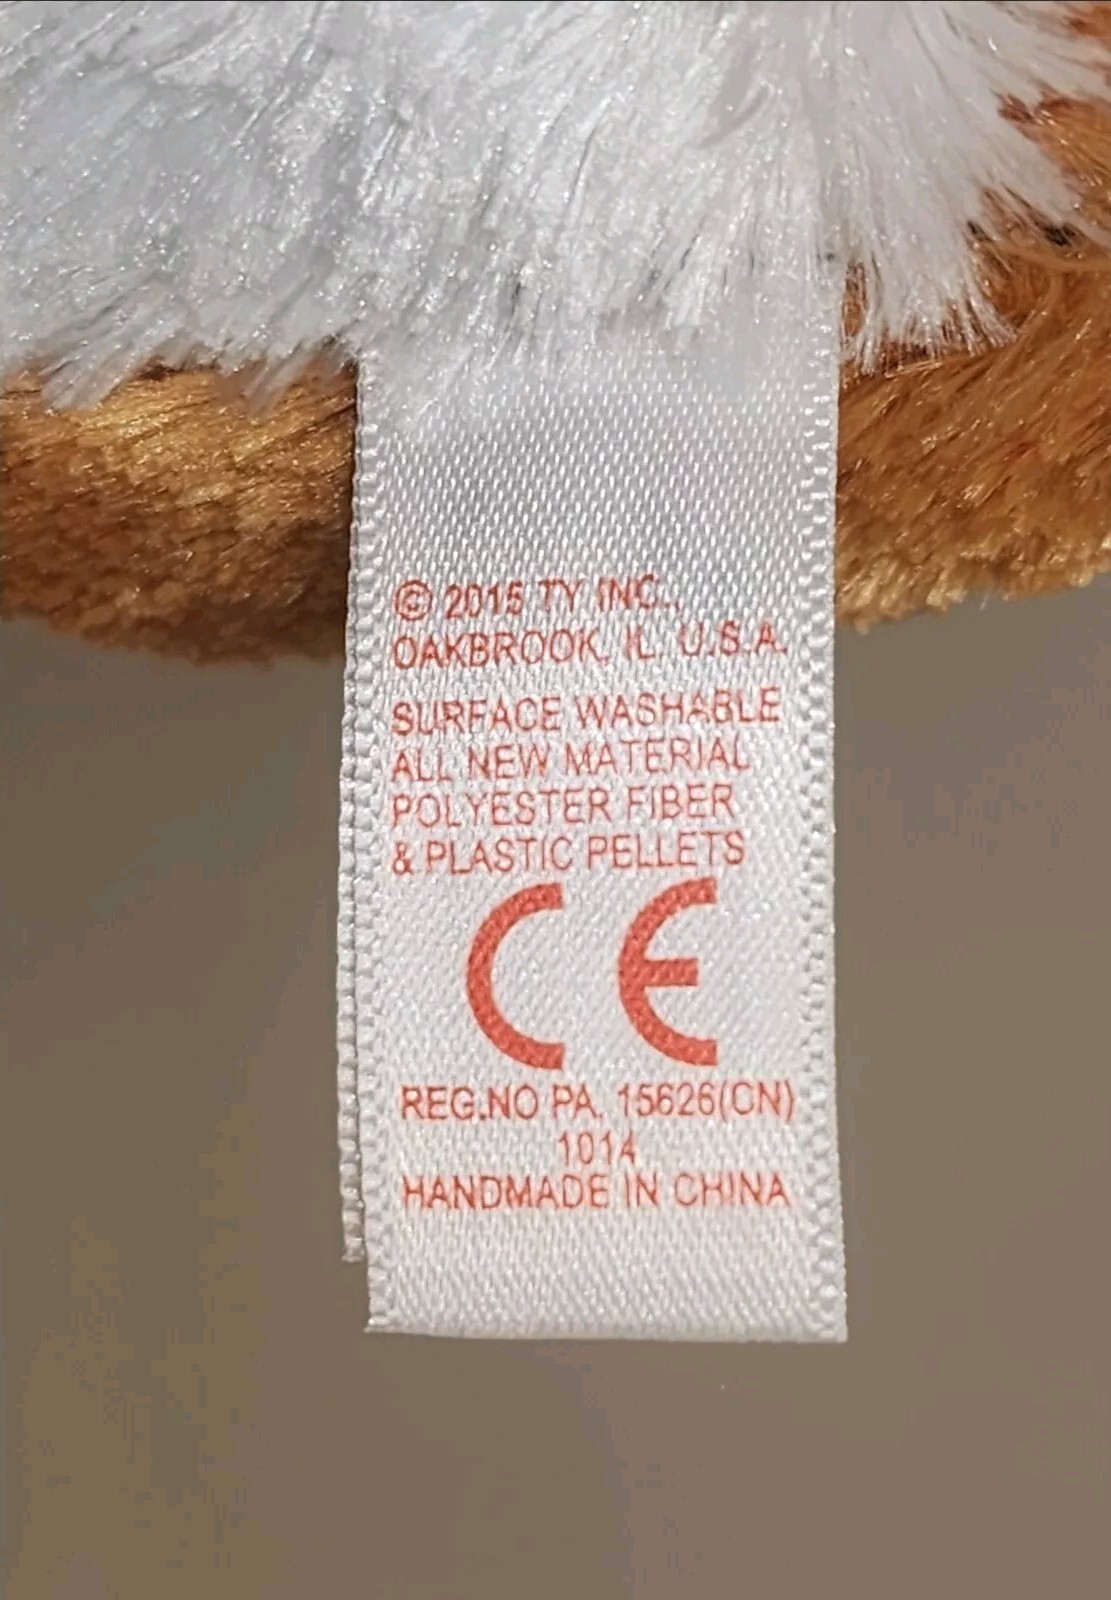 © 2015 TY INC.,
OAKBROOK, IL. U.S.A.
SURFACE WASHABLE
ALL NEW MATERIAL
POLYESTER FIBER
& PLASTIC PELLETS
CE
REG.NO PA. 15626(CN)
1014
HANDMADE IN CHINA